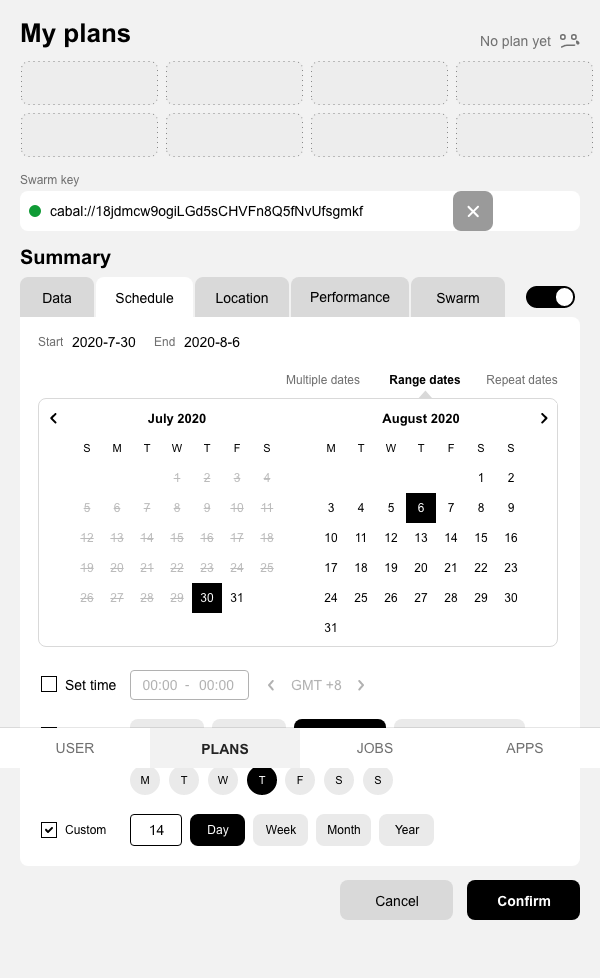 My plans
No plan yet
Swarm key
cabal://18jdmcw9ogiLGd5sCHVFn8Q5fNvUfsgmkf
Summary
Data Schedule Location Performance Swarm
Start 2020-7-30 End 2020-8-6
Multiple dates Range dates Repeat dates
July 2020
S M T W T F S
1 2 3 4
5 6 7 8 9 10 11
12 13 14 15 16 17 18
19 20 21 22 23 24 25
26 27 28 29 30 31
August 2020
M T W T F S S
1 2
3 4 5 6 7 8 9
10 11 12 13 14 15 16
17 18 19 20 21 22 23
24 25 26 27 28 29 30
31
Set time 00:00 - 00:00 GMT +8
USER PLANS JOBS APPS
M T W T F S S
Custom 14 Day Week Month Year
Cancel Confirm